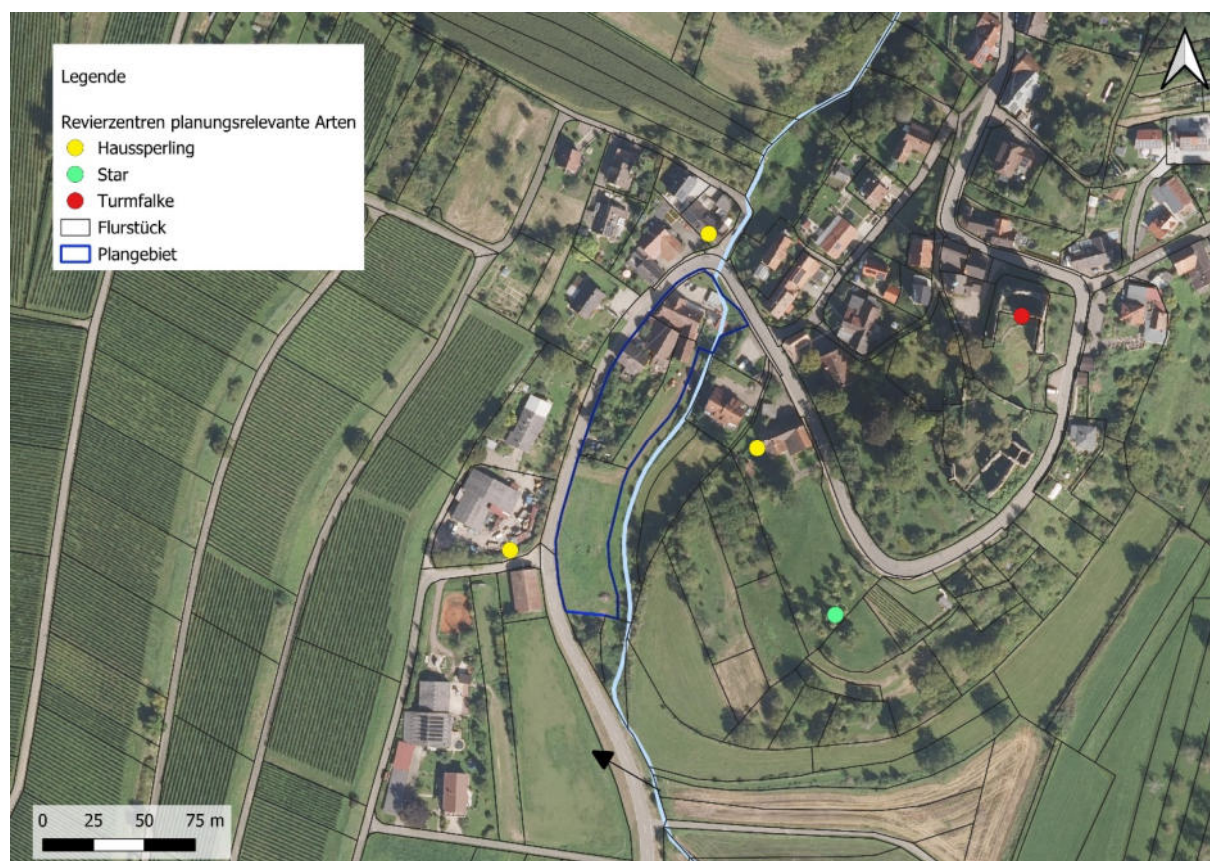 Legende
Revierzentren planungsrelevante Arten
Haussperling
Star
Turmfalke
Flurstück
Plangebiet
0 25 50 75 m